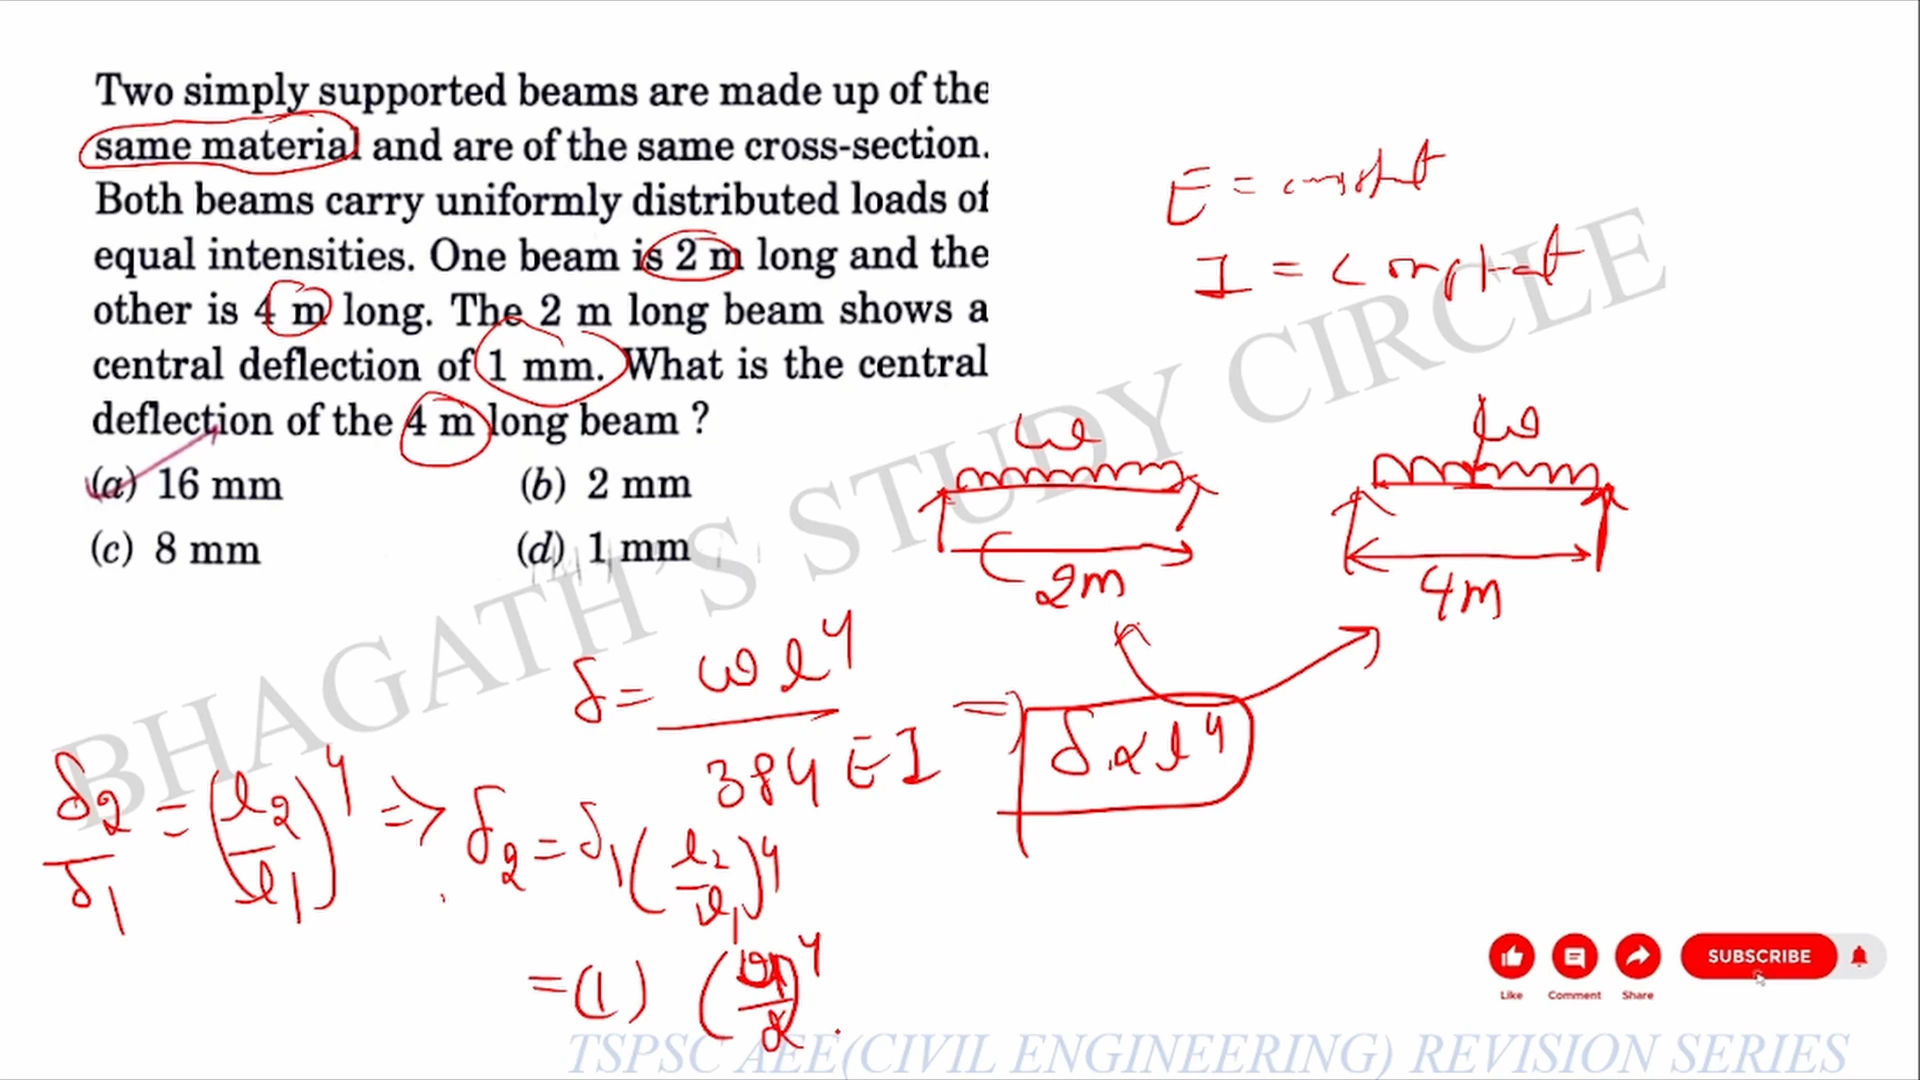 Two simply supported beams are made up of the
same material and are of the same cross-section.
Both beams carry uniformly distributed loads of
equal intensities. One beam is 2 m long and the
other is 4 m long. The 2 m long beam shows a
central deflection of 1 mm. What is the central
deflection of the 4 m long beam ?
(a) 16 mm (b) 2 mm
(c) 8 mm (d) 1 mm
E = constt
I = constant
2m
4m
δ = ωl⁴ / 384 EI ⇒ δ ∝ l⁴
δ2/δ1 = (l2/l1)⁴ ⇒ δ2 = δ1 (l2/l1)⁴
= (1) (4/2)⁴
BHAGATH'S STUDY CIRCLE
SUBSCRIBE
Like Comment Share
TSPSC AEE(CIVIL ENGINEERING) REVISION SERIES